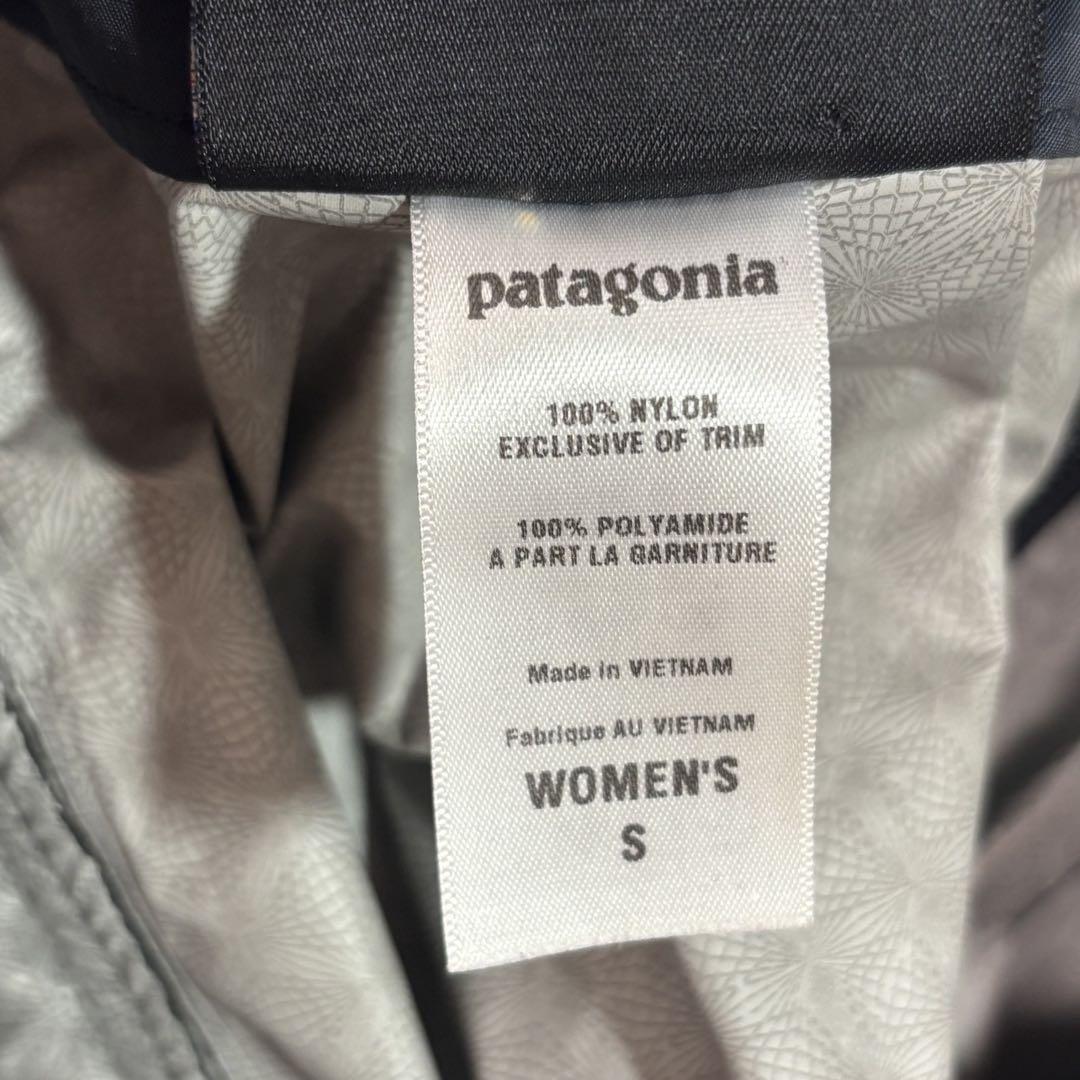 patagonia
100% NYLON
EXCLUSIVE OF TRIM
100% POLYAMIDE
A PART LA GARNITURE
Made in VIETNAM
Fabrique AU VIETNAM
WOMEN'S
S